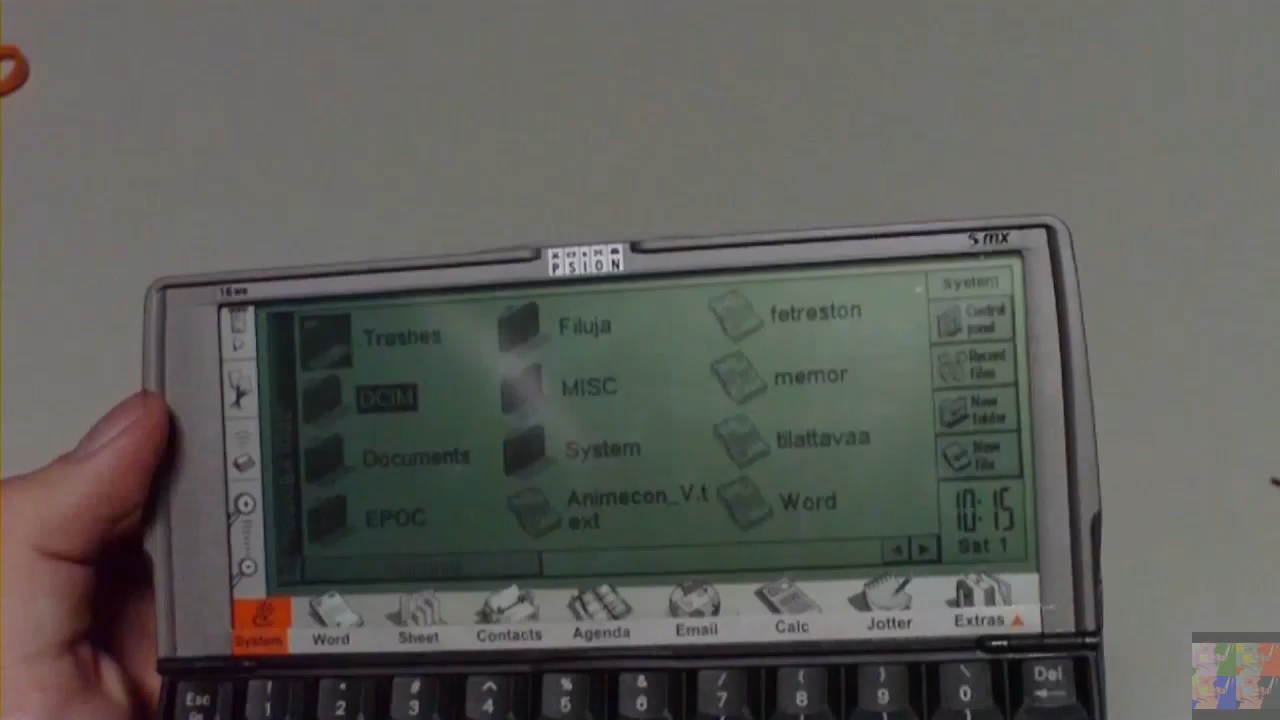 PSION
5mx
16MB
Trashes
DCIM
Documents
EPOC
Filuja
MISC
System
Animecon_V.t
ext
fetreston
memor
tilattavaa
Word
System
Control
panel
Recent
files
New
folder
New
file
10:15
Sat 1
System
Word
Sheet
Contacts
Agenda
Email
Calc
Jotter
Extras
Esc
!
1
"
2
#
3
^
4
%
5
&
6
/
7
(
8
)
9
\
0
Del